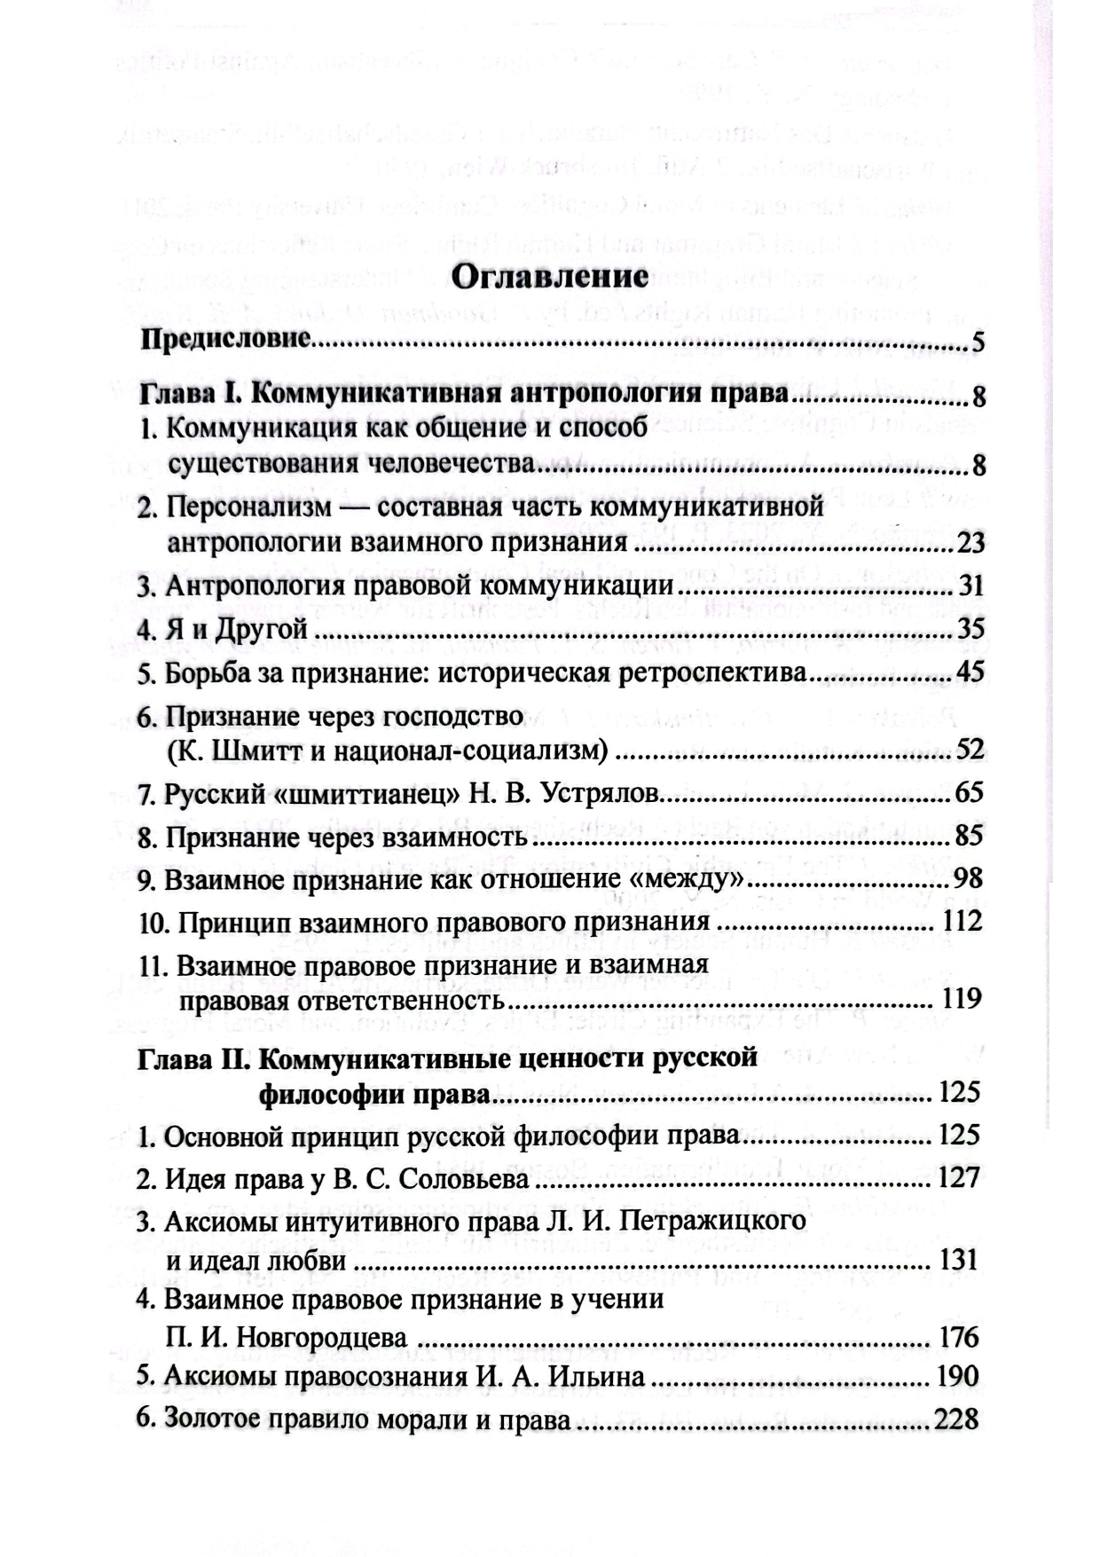 Оглавление
Предисловие..........5
Глава I. Коммуникативная антропология права..........8
1. Коммуникация как общение и способ
существования человечества..........8
2. Персонализм — составная часть коммуникативной
антропологии взаимного признания..........23
3. Антропология правовой коммуникации..........31
4. Я и Другой..........35
5. Борьба за признание: историческая ретроспектива..........45
6. Признание через господство
(К. Шмитт и национал-социализм)..........52
7. Русский «шмиттианец» Н. В. Устрялов..........65
8. Признание через взаимность..........85
9. Взаимное признание как отношение «между»..........98
10. Принцип взаимного правового признания..........112
11. Взаимное правовое признание и взаимная
правовая ответственность..........119
Глава II. Коммуникативные ценности русской
философии права..........125
1. Основной принцип русской философии права..........125
2. Идея права у В. С. Соловьева..........127
3. Аксиомы интуитивного права Л. И. Петражицкого
и идеал любви..........131
4. Взаимное правовое признание в учении
П. И. Новгородцева..........176
5. Аксиомы правосознания И. А. Ильина..........190
6. Золотое правило морали и права..........228